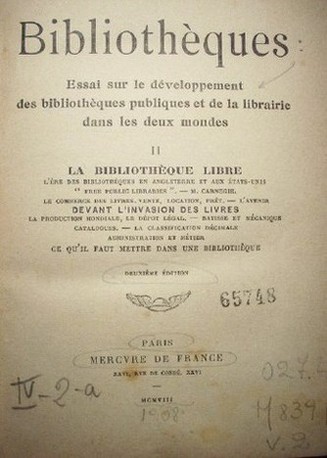 Bibliothèques
Essai sur le développement
des bibliothèques publiques et de la librairie
dans les deux mondes
II
LA BIBLIOTHÈQUE LIBRE
L'ÈRE DES BIBLIOTHÈQUES EN ANGLETERRE ET AUX ÉTATS-UNIS
" FREE PUBLIC LIBRARIES ". — M. CARNEGIE.
LE COMMERCE DES LIVRES. VENTE, LOCATION, PRÊT. — L'AVENIR
DEVANT L'INVASION DES LIVRES
LA PRODUCTION MONDIALE, LE DÉPÔT LÉGAL. — BATISSE ET MÉCANIQUE
CATALOGUES. — LA CLASSIFICATION DÉCIMALE
ADMINISTRATION ET MÉTIER
CE QU'IL FAUT METTRE DANS UNE BIBLIOTHÈQUE
DEUXIÈME ÉDITION
65748
PARIS
MERCVRE DE FRANCE
XXVI, RVE DE CONDÉ, XXVI
MCMVIII
1908
IV-2-a
027.
M839
v.2